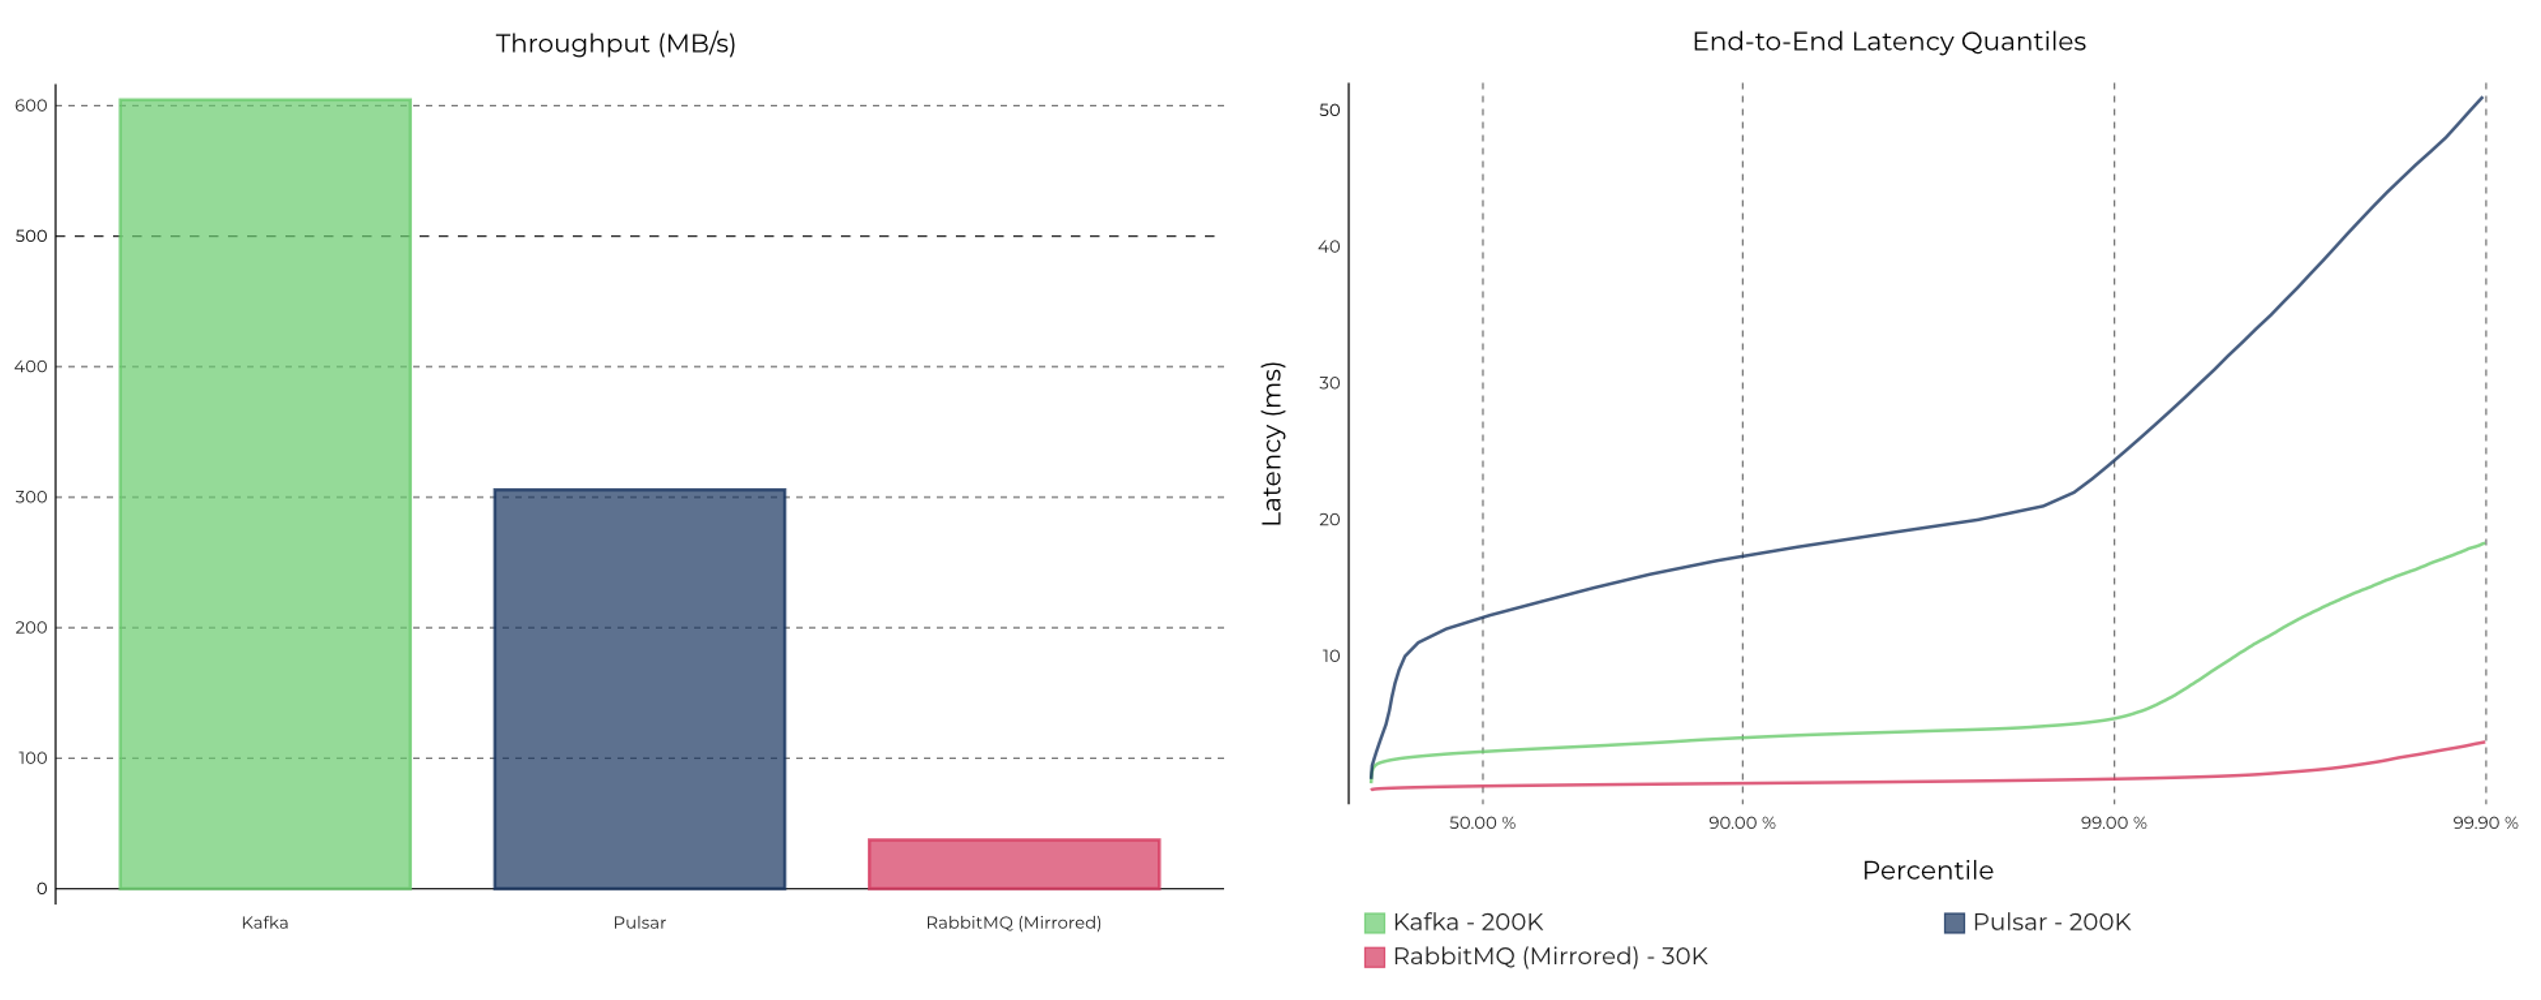 Throughput (MB/s)
600
500
400
300
200
100
0
Kafka
Pulsar
RabbitMQ (Mirrored)
End-to-End Latency Quantiles
Latency (ms)
50
40
30
20
10
50.00 %
90.00 %
99.00 %
99.90 %
Percentile
Kafka - 200K
Pulsar - 200K
RabbitMQ (Mirrored) - 30K